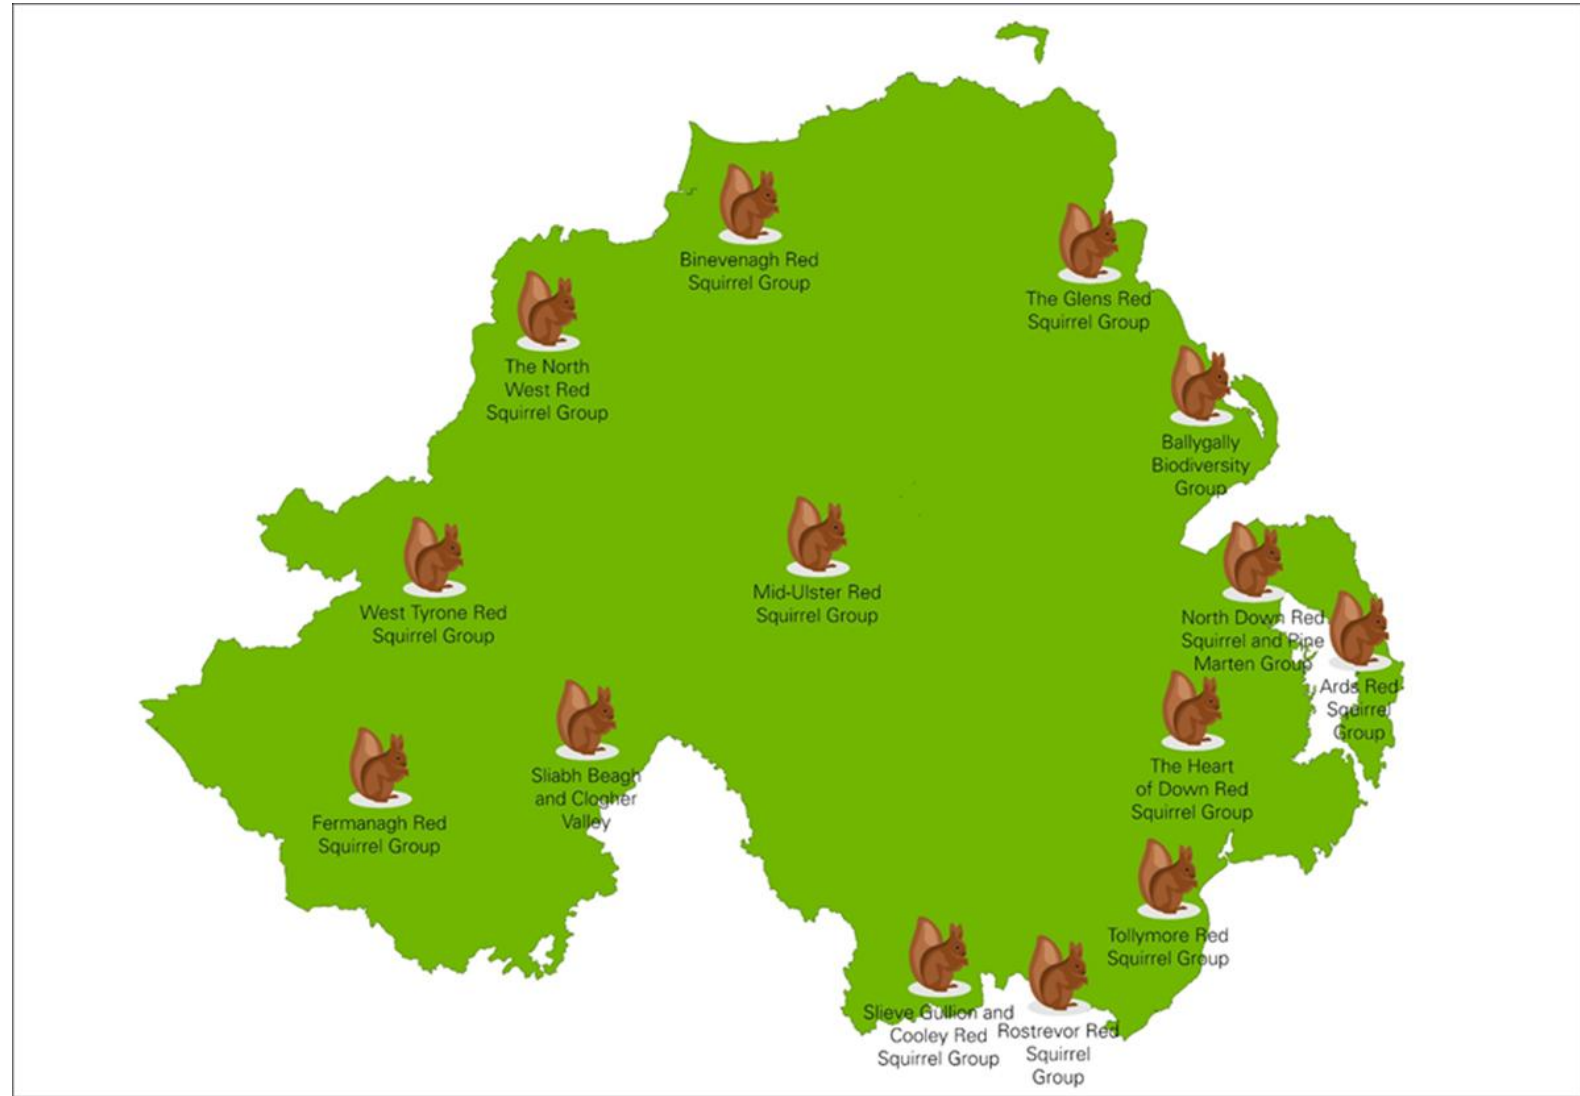 Binevenagh Red
Squirrel Group
The Glens Red
Squirrel Group
The North
West Red
Squirrel Group
Ballygally
Biodiversity
Group
West Tyrone Red
Squirrel Group
Mid-Ulster Red
Squirrel Group
North Down Red
Squirrel and Pine
Marten Group
Ards Red
Squirrel
Group
Sliabh Beagh
and Clogher
Valley
The Heart
of Down Red
Squirrel Group
Fermanagh Red
Squirrel Group
Tollymore Red
Squirrel Group
Slieve Gullion and
Cooley Red
Squirrel Group
Rostrevor Red
Squirrel
Group